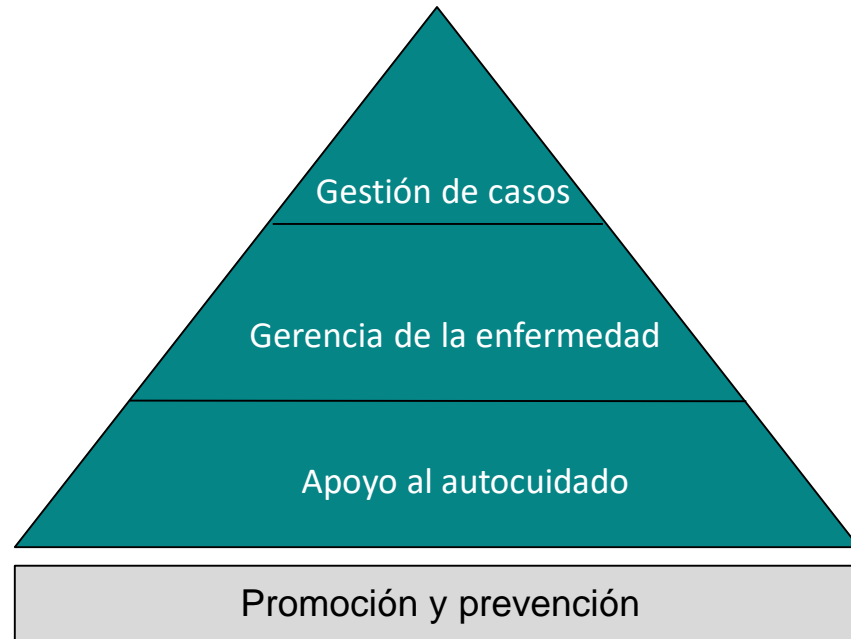 Gestión de casos
Gerencia de la enfermedad
Apoyo al autocuidado
Promoción y prevención